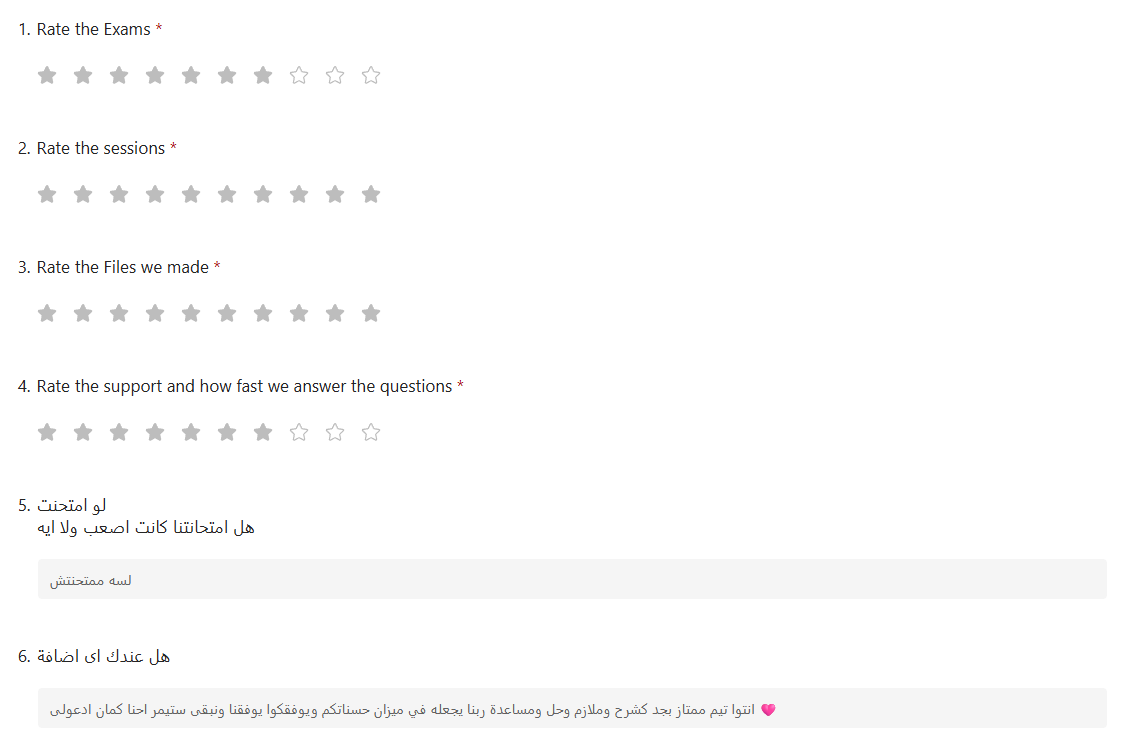 1. Rate the Exams *
2. Rate the sessions *
3. Rate the Files we made *
4. Rate the support and how fast we answer the questions *
5. لو امتحنت
هل امتحانتنا كانت اصعب ولا ايه
لسه ممتحنتش
6. هل عندك اى اضافة
انتوا تيم ممتاز بجد كشرح وملازم وحل ومساعدة ربنا يجعله في ميزان حسناتكم ويوفقكوا يوفقنا ونبقى ستيمر احنا كمان ادعولى 💗